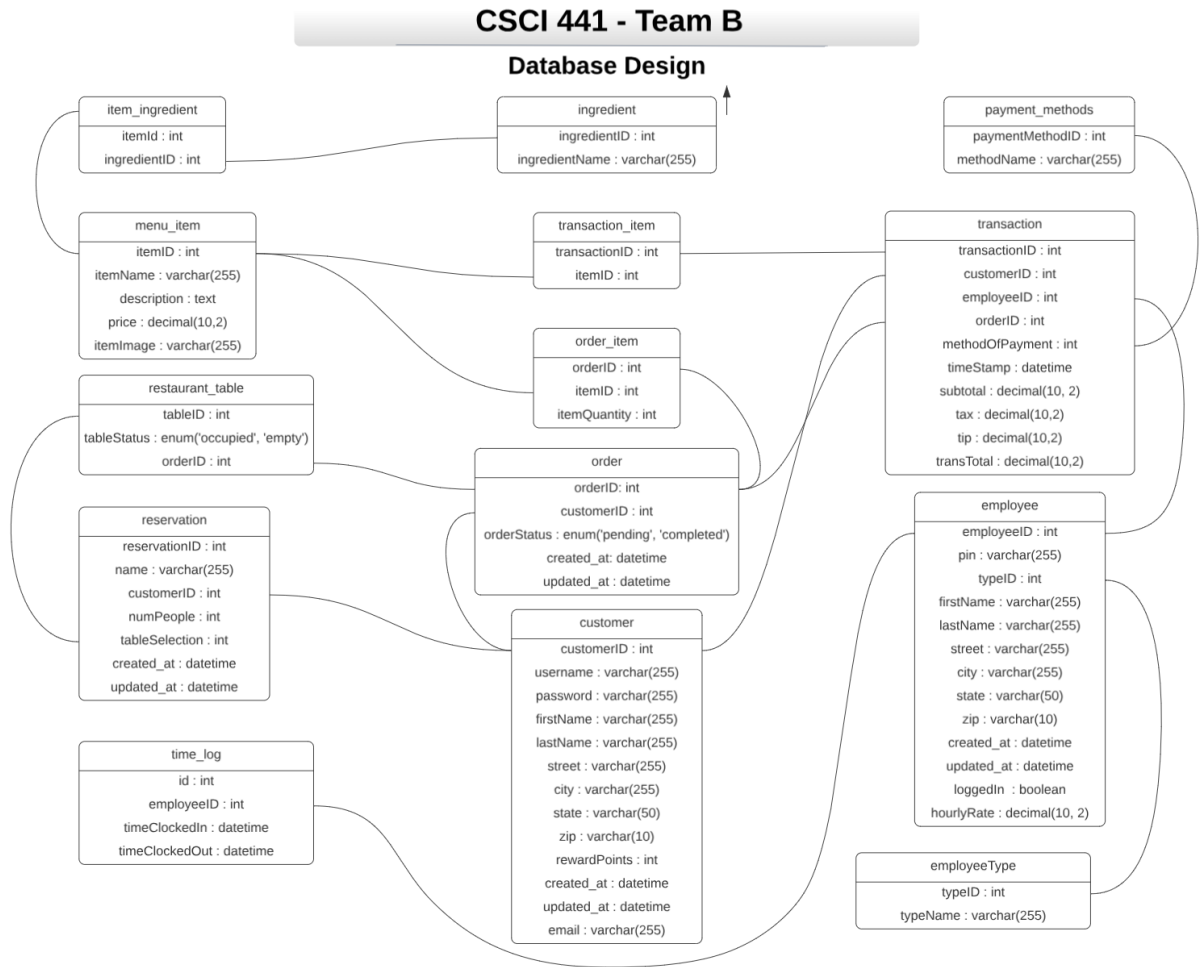 CSCI 441 - Team B
Database Design
item_ingredient
itemId : int
ingredientID : int
ingredient
ingredientID : int
ingredientName : varchar(255)
payment_methods
paymentMethodID : int
methodName : varchar(255)
menu_item
itemID : int
itemName : varchar(255)
description : text
price : decimal(10,2)
itemImage : varchar(255)
transaction_item
transactionID : int
itemID : int
transaction
transactionID : int
customerID : int
employeeID : int
orderID : int
methodOfPayment : int
timeStamp : datetime
subtotal : decimal(10, 2)
tax : decimal(10,2)
tip : decimal(10,2)
transTotal : decimal(10,2)
order_item
orderID : int
itemID : int
itemQuantity : int
restaurant_table
tableID : int
tableStatus : enum('occupied', 'empty')
orderID : int
order
orderID: int
customerID : int
orderStatus : enum('pending', 'completed')
created_at: datetime
updated_at : datetime
employee
employeeID : int
pin : varchar(255)
typeID : int
firstName : varchar(255)
lastName : varchar(255)
street : varchar(255)
city : varchar(255)
state : varchar(50)
zip : varchar(10)
created_at : datetime
updated_at : datetime
loggedIn : boolean
hourlyRate : decimal(10, 2)
reservation
reservationID : int
name : varchar(255)
customerID : int
numPeople : int
tableSelection : int
created_at : datetime
updated_at : datetime
customer
customerID : int
username : varchar(255)
password : varchar(255)
firstName : varchar(255)
lastName : varchar(255)
street : varchar(255)
city : varchar(255)
state : varchar(50)
zip : varchar(10)
rewardPoints : int
created_at : datetime
updated_at : datetime
email : varchar(255)
time_log
id : int
employeeID : int
timeClockedIn : datetime
timeClockedOut : datetime
employeeType
typeID : int
typeName : varchar(255)